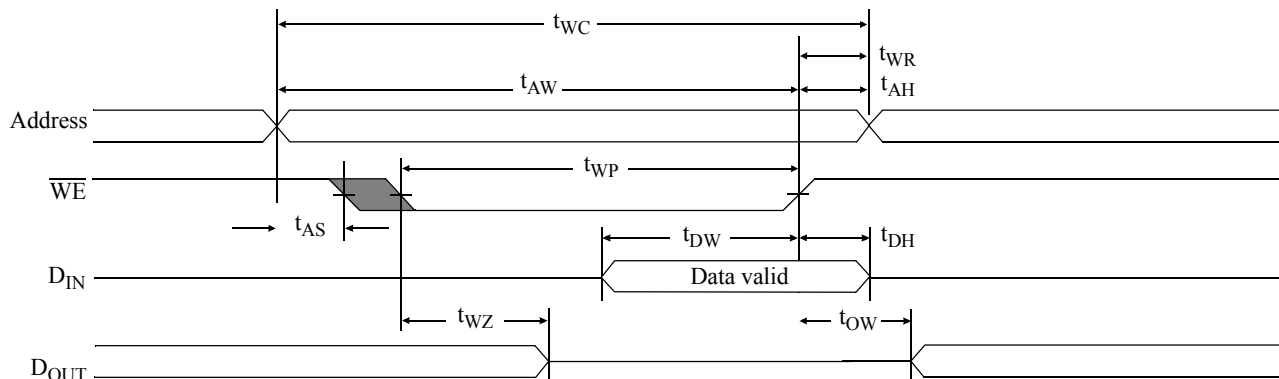 tWC
tWR
tAW
tAH
Address
tWP
WE
tAS
tDW
tDH
DIN
Data valid
tWZ
tOW
DOUT